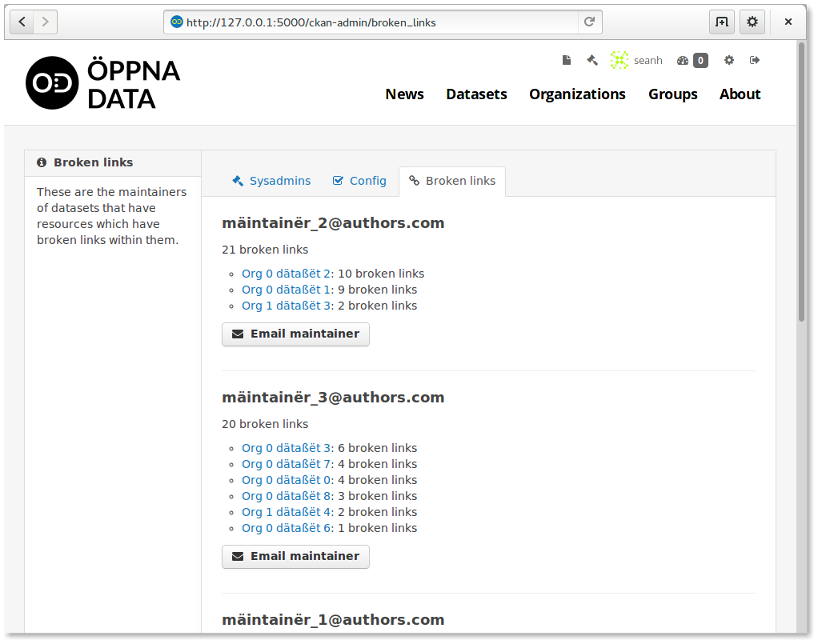 http://127.0.0.1:5000/ckan-admin/broken_links
OD ÖPPNA
DATA
seanh 0
News Datasets Organizations Groups About
Broken links
These are the maintainers
of datasets that have
resources which have
broken links within them.
Sysadmins Config Broken links
mäintainër_2@authors.com
21 broken links
Org 0 dätaßët 2: 10 broken links
Org 0 dätaßët 1: 9 broken links
Org 1 dätaßët 3: 2 broken links
Email maintainer
mäintainër_3@authors.com
20 broken links
Org 0 dätaßët 3: 6 broken links
Org 0 dätaßët 7: 4 broken links
Org 0 dätaßët 0: 4 broken links
Org 0 dätaßët 8: 3 broken links
Org 1 dätaßët 4: 2 broken links
Org 0 dätaßët 6: 1 broken links
Email maintainer
mäintainër_1@authors.com